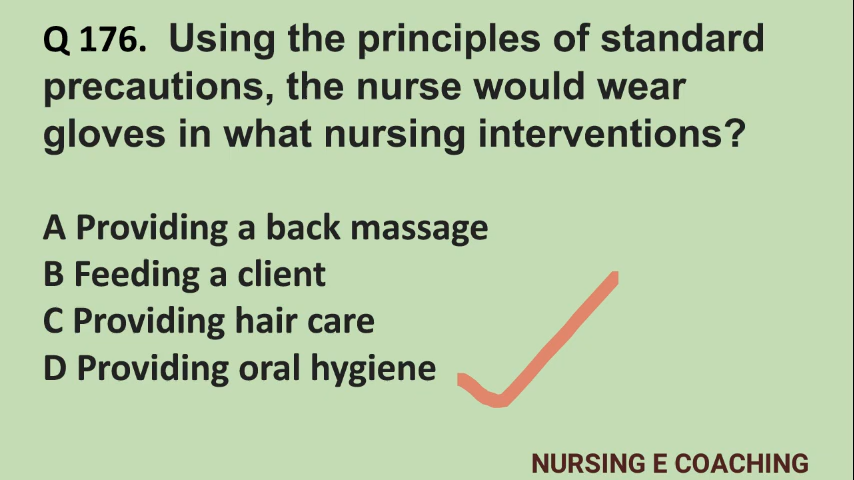 Q 176. Using the principles of standard
precautions, the nurse would wear
gloves in what nursing interventions?
A Providing a back massage
B Feeding a client
C Providing hair care
D Providing oral hygiene
NURSING E COACHING